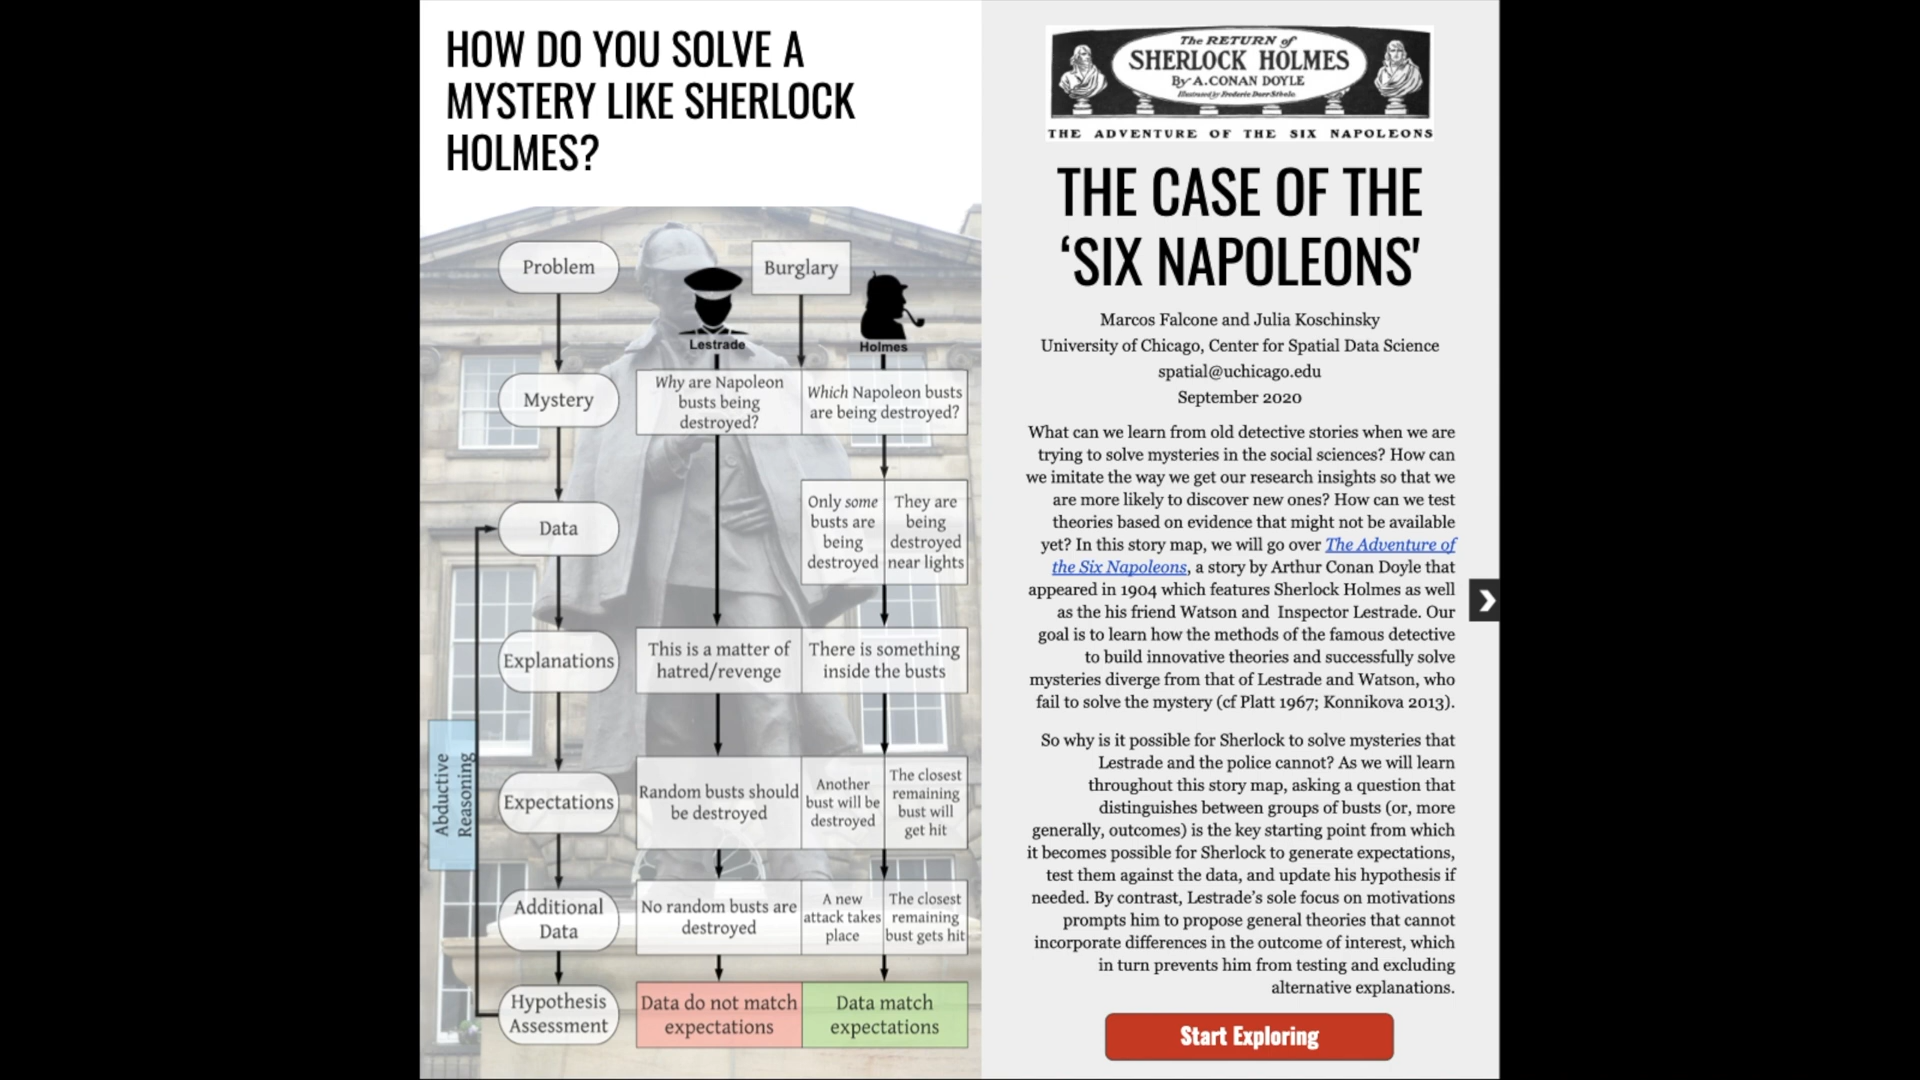 HOW DO YOU SOLVE A
MYSTERY LIKE SHERLOCK
HOLMES?
Problem
Burglary
Lestrade
Holmes
Mystery
Why are Napoleon
busts being
destroyed?
Which Napoleon busts
are being destroyed?
Data
Only some
busts are
being
destroyed
They are
being
destroyed
near lights
Explanations
This is a matter of
hatred/revenge
There is something
inside the busts
Abductive
Reasoning
Expectations
Random busts should
be destroyed
Another
bust will be
destroyed
The closest
remaining
bust will
get hit
Additional
Data
No random busts are
destroyed
A new
attack takes
place
The closest
remaining
bust gets hit
Hypothesis
Assessment
Data do not match
expectations
Data match
expectations
The RETURN of
SHERLOCK HOLMES
By A. CONAN DOYLE
Illustrated by Frederic Dorr Steele
THE ADVENTURE OF THE SIX NAPOLEONS
THE CASE OF THE
‘SIX NAPOLEONS'
Marcos Falcone and Julia Koschinsky
University of Chicago, Center for Spatial Data Science
spatial@uchicago.edu
September 2020
What can we learn from old detective stories when we are
trying to solve mysteries in the social sciences? How can
we imitate the way we get our research insights so that we
are more likely to discover new ones? How can we test
theories based on evidence that might not be available
yet? In this story map, we will go over The Adventure of
the Six Napoleons, a story by Arthur Conan Doyle that
appeared in 1904 which features Sherlock Holmes as well
as the his friend Watson and Inspector Lestrade. Our
goal is to learn how the methods of the famous detective
to build innovative theories and successfully solve
mysteries diverge from that of Lestrade and Watson, who
fail to solve the mystery (cf Platt 1967; Konnikova 2013).
So why is it possible for Sherlock to solve mysteries that
Lestrade and the police cannot? As we will learn
throughout this story map, asking a question that
distinguishes between groups of busts (or, more
generally, outcomes) is the key starting point from which
it becomes possible for Sherlock to generate expectations,
test them against the data, and update his hypothesis if
needed. By contrast, Lestrade's sole focus on motivations
prompts him to propose general theories that cannot
incorporate differences in the outcome of interest, which
in turn prevents him from testing and excluding
alternative explanations.
Start Exploring